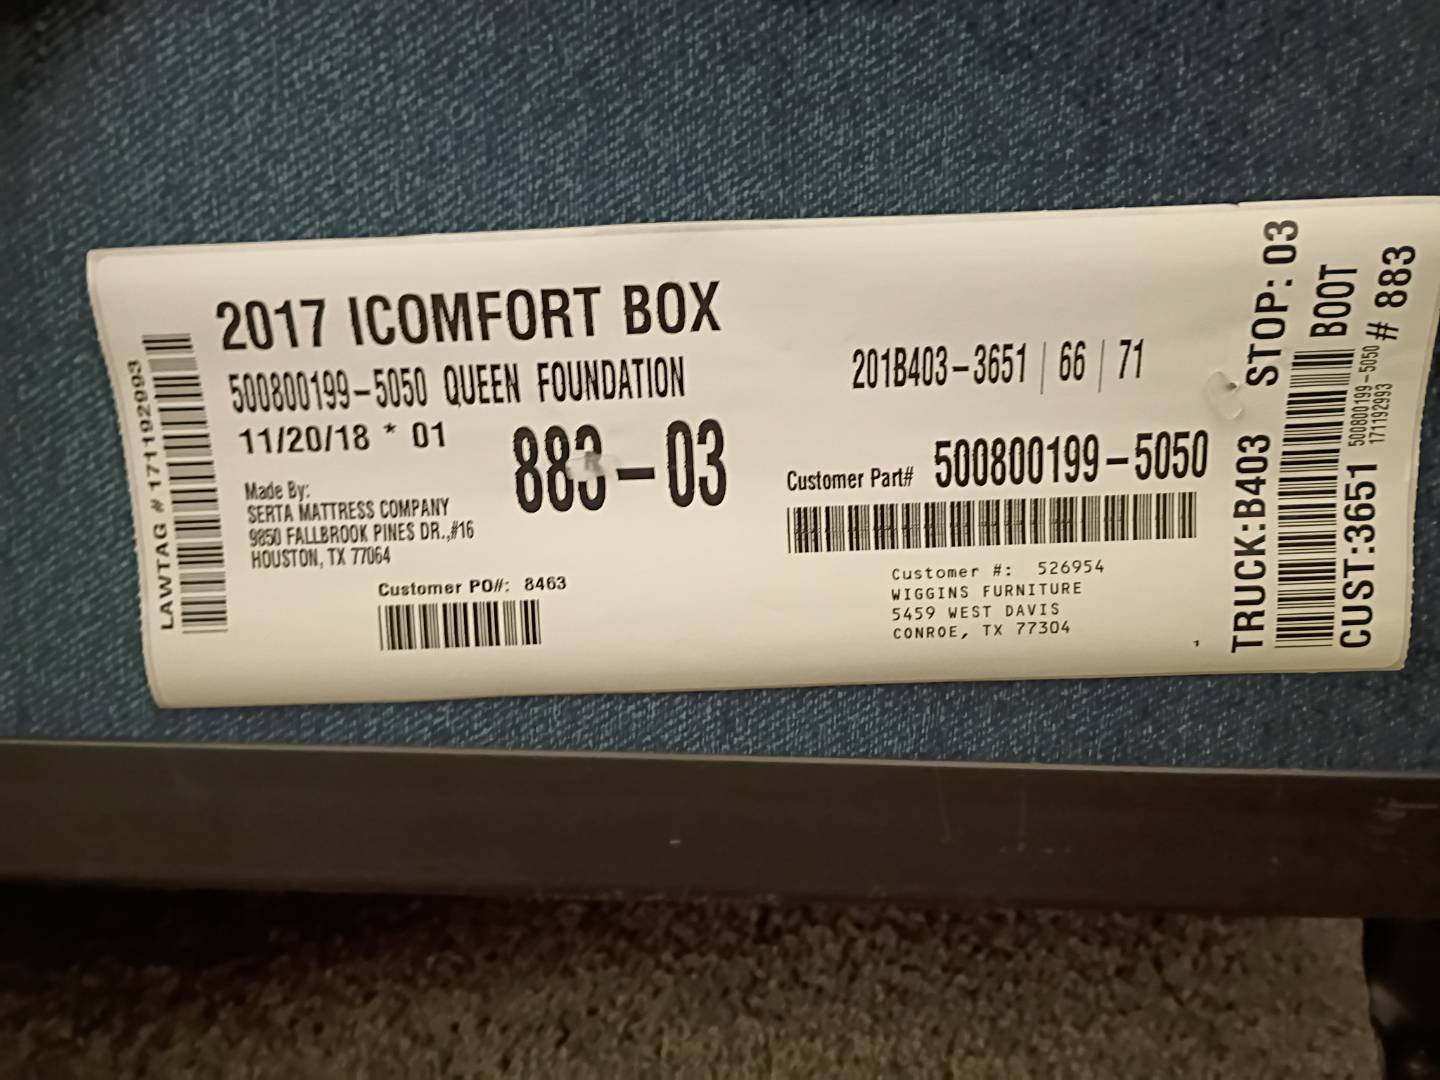 LAWTAG # 171192993
2017 ICOMFORT BOX
500800199-5050 QUEEN FOUNDATION
11/20/18 * 01
883-03
Made By:
SERTA MATTRESS COMPANY
9850 FALLBROOK PINES DR.,#16
HOUSTON, TX 77064
Customer PO#: 8463
201B403-3651 | 66 | 71
Customer Part# 500800199-5050
Customer #: 526954
WIGGINS FURNITURE
5459 WEST DAVIS
CONROE, TX 77304
1
TRUCK:B403 STOP: 03
BOOT
CUST:3651 # 883
500800199-5050
171192993